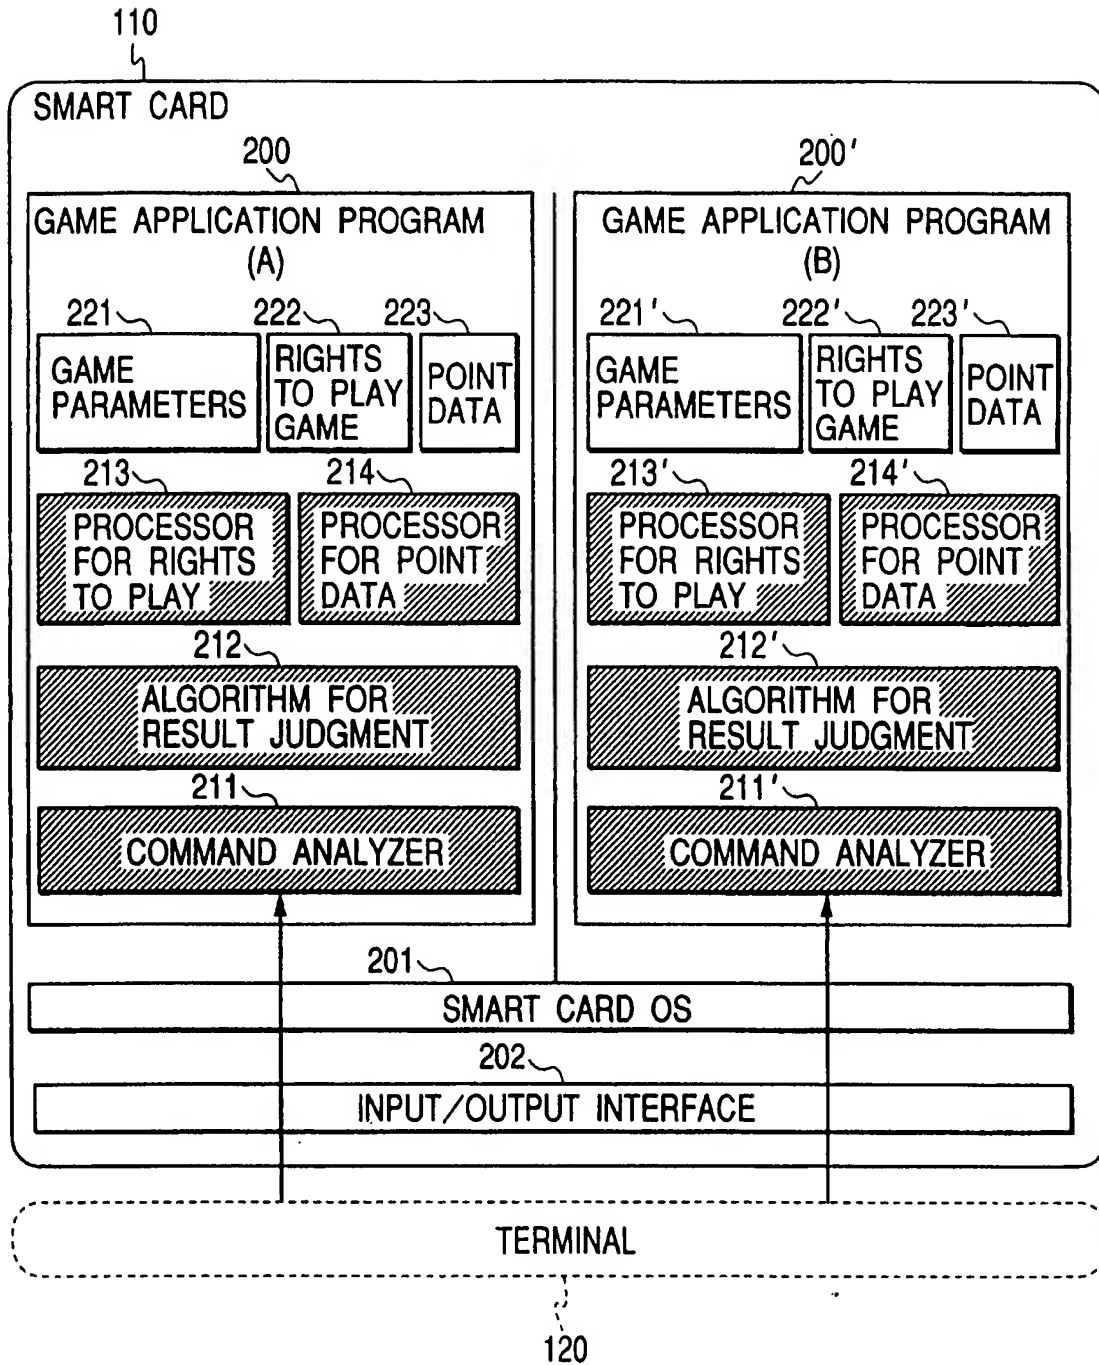 110
SMART CARD
200
200'
GAME APPLICATION PROGRAM
(A)
GAME APPLICATION PROGRAM
(B)
221
222
223
221'
222'
223'
GAME
PARAMETERS
RIGHTS
TO PLAY
GAME
POINT
DATA
GAME
PARAMETERS
RIGHTS
TO PLAY
GAME
POINT
DATA
213
214
213'
214'
PROCESSOR
FOR RIGHTS
TO PLAY
PROCESSOR
FOR POINT
DATA
PROCESSOR
FOR RIGHTS
TO PLAY
PROCESSOR
FOR POINT
DATA
212
212'
ALGORITHM FOR
RESULT JUDGMENT
ALGORITHM FOR
RESULT JUDGMENT
211
211'
COMMAND ANALYZER
COMMAND ANALYZER
201
SMART CARD OS
202
INPUT/OUTPUT INTERFACE
TERMINAL
120